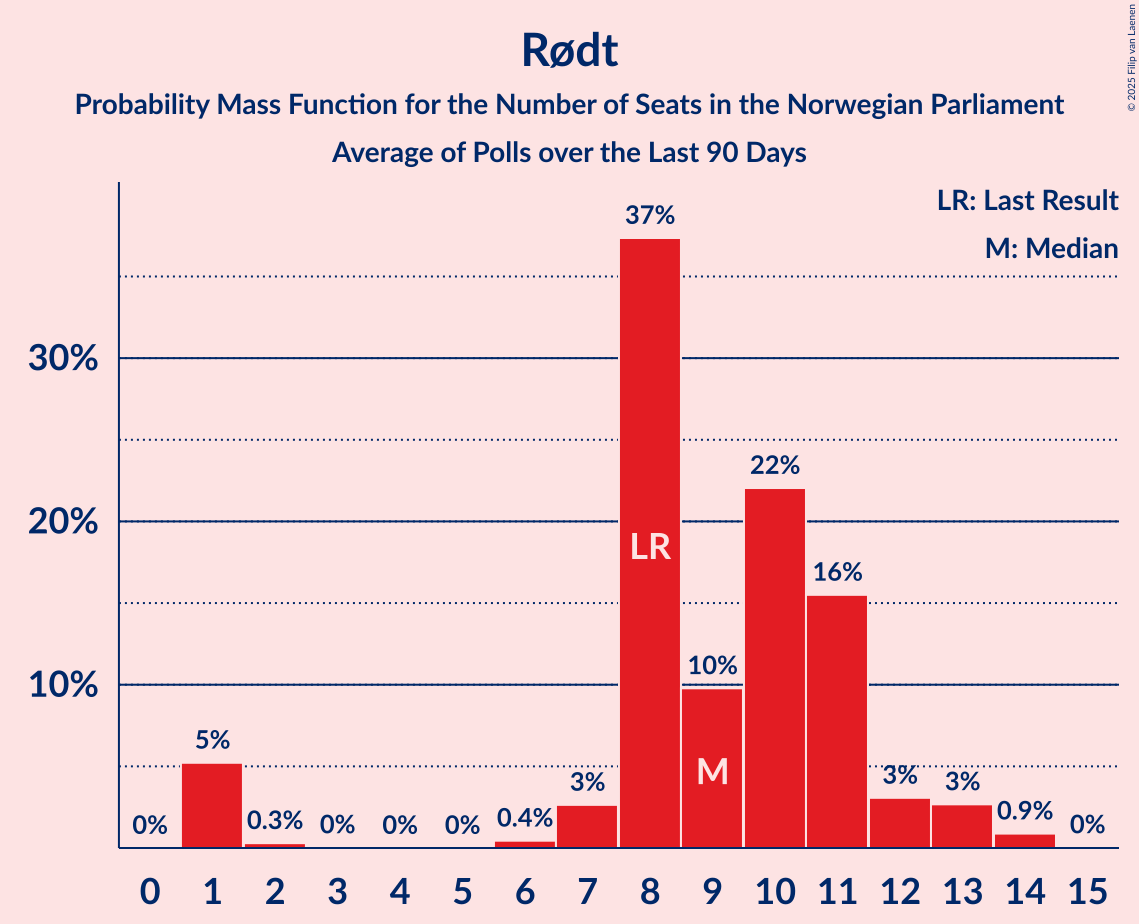 Rødt
Probability Mass Function for the Number of Seats in the Norwegian Parliament
Average of Polls over the Last 90 Days
© 2025 Filip van Laenen
LR: Last Result
M: Median
30%
20%
10%
0%
5%
0.3%
0%
0%
0%
0.4%
3%
37%
10%
22%
16%
3%
3%
0.9%
0%
LR
M
0 1 2 3 4 5 6 7 8 9 10 11 12 13 14 15